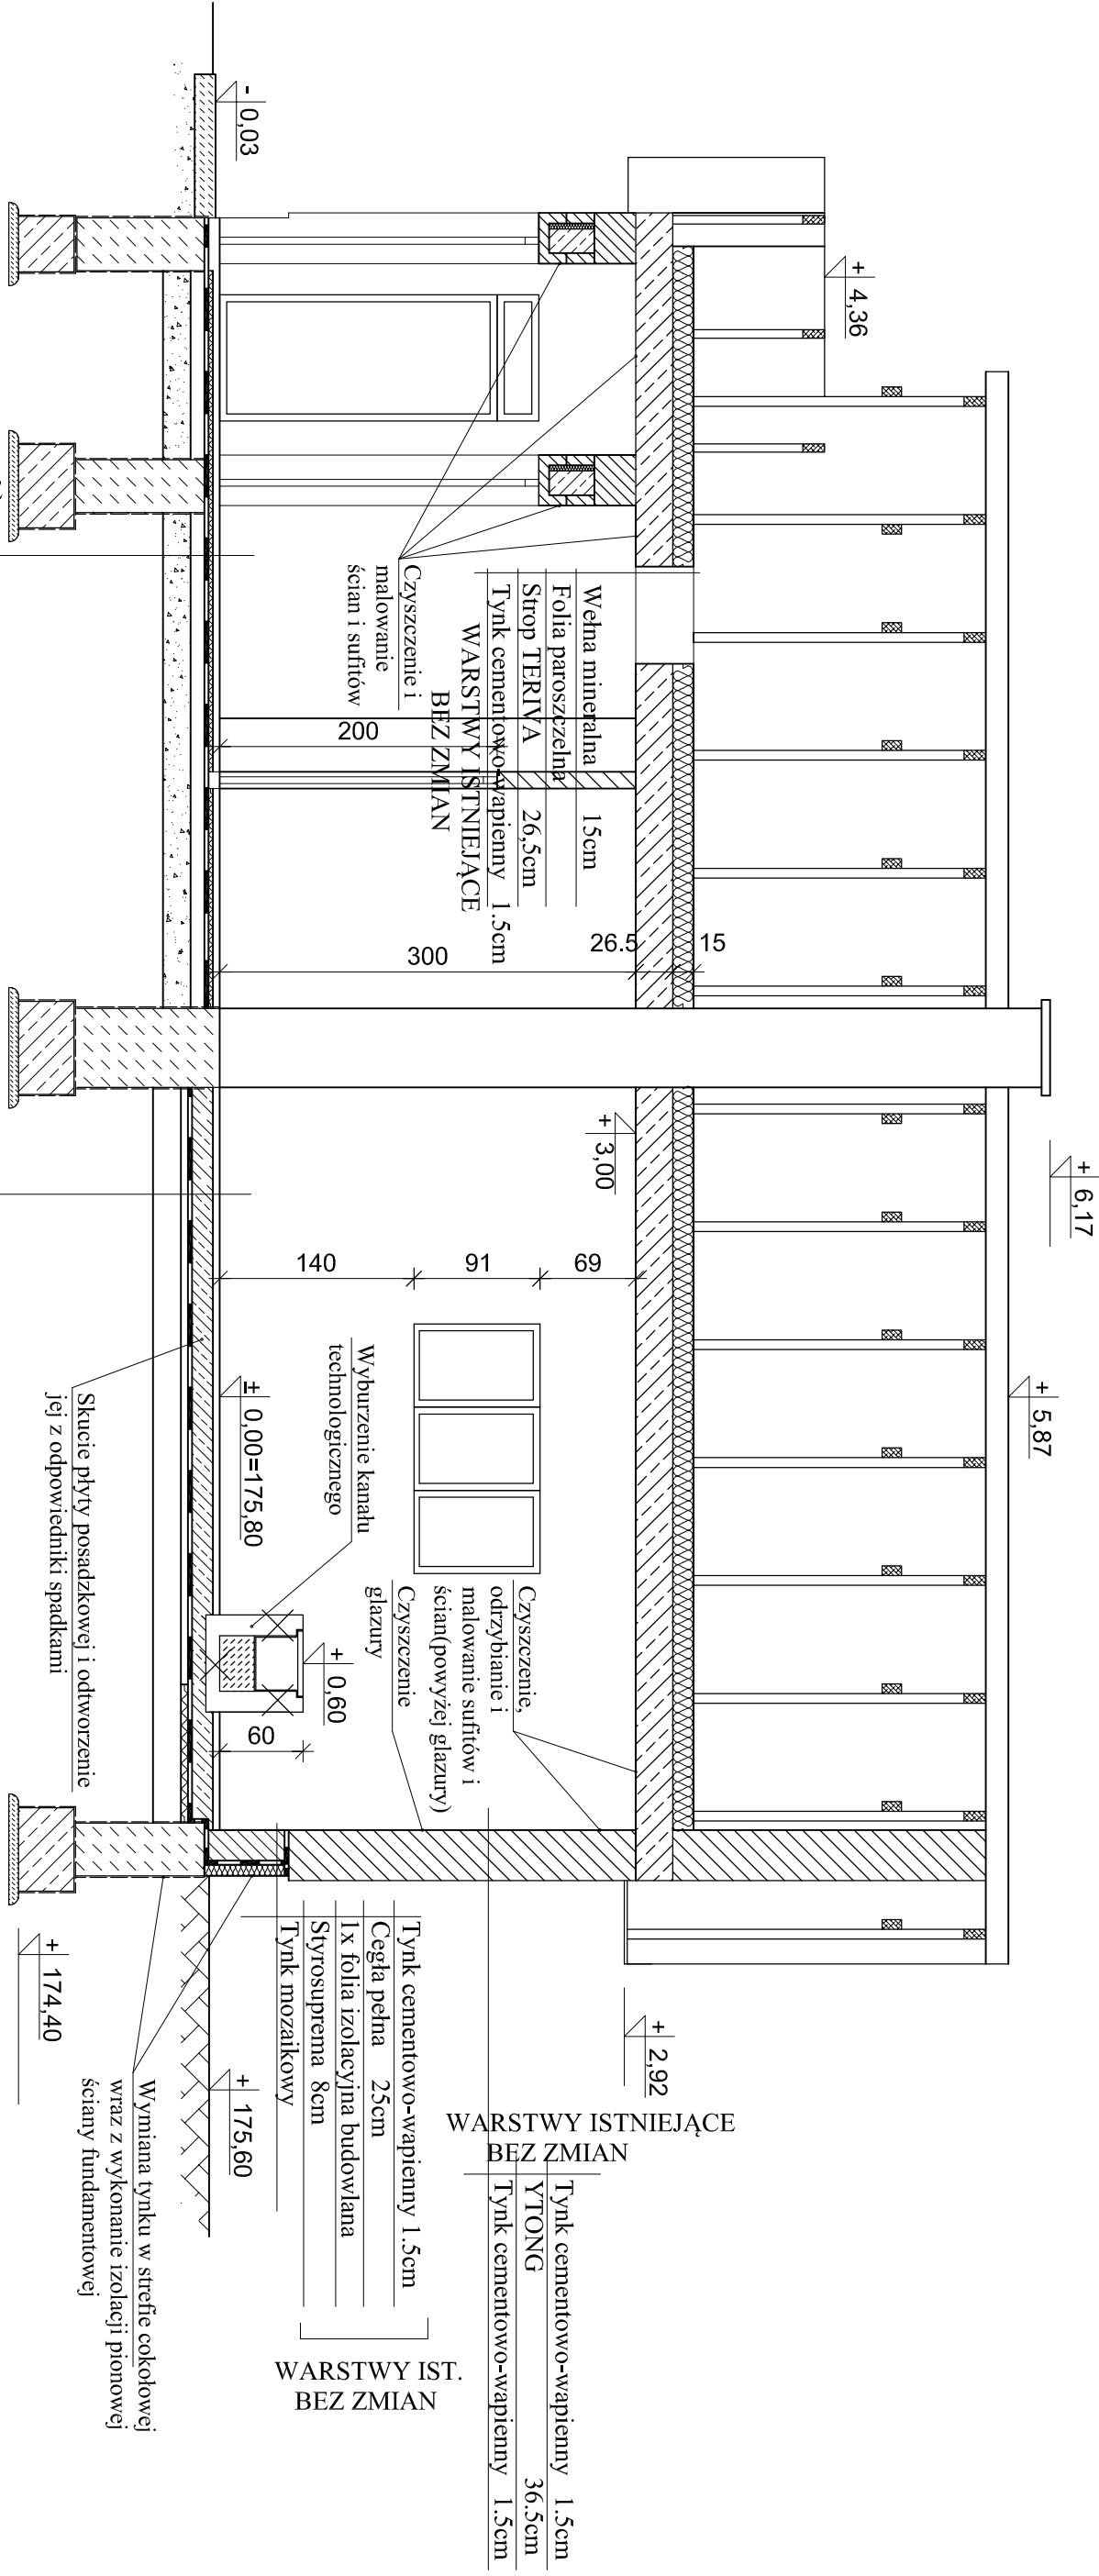 + 6,17
+ 5,87
+ 4,36
- 0,03
Wełna mineralna 15cm
Folia paroszczelna
Strop TERIVA 26,5cm
Tynk cementowo-wapienny 1.5cm
WARSTWY ISTNIEJĄCE
BEZ ZMIAN
Czyszczenie i
malowanie
ścian i sufitów
200
300
26.5
15
+ 3,00
140
91
69
Wyburzenie kanału
technologicznego
± 0,00=175,80
Skucie płyty posadzkowej i odtworzenie
jej z odpowiedniki spadkami
Czyszczenie,
odrzybianie i
malowanie sufitów i
ścian(powyżej glazury)
Czyszczenie
glazury
+ 0,60
60
+ 2,92
WARSTWY ISTNIEJĄCE
BEZ ZMIAN
Tynk cementowo-wapienny 1.5cm
YTONG 36.5cm
Tynk cementowo-wapienny 1.5cm
Tynk cementowo-wapienny 1.5cm
Cegła pełna 25cm
1x folia izolacyjna budowlana
Styrosuprema 8cm
Tynk mozaikowy
WARSTWY IST.
BEZ ZMIAN
+ 174,40
+ 175,60
Wymiana tynku w strefie cokołowej
wraz z wykonanie izolacji pionowej
ściany fundamentowej